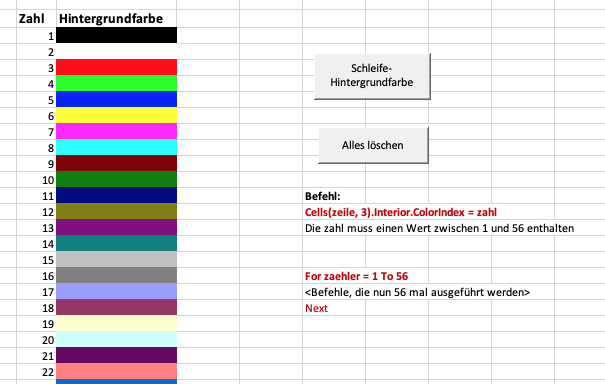 Zahl Hintergrundfarbe
1
2
3
Schleife-
Hintergrundfarbe
4
5
6
7
8
Alles löschen
9
10
11
Befehl:
12
Cells(zeile, 3).Interior.ColorIndex = zahl
13
Die zahl muss einen Wert zwischen 1 und 56 enthalten
14
15
16
For zaehler = 1 To 56
17
<Befehle, die nun 56 mal ausgeführt werden>
18
Next
19
20
21
22